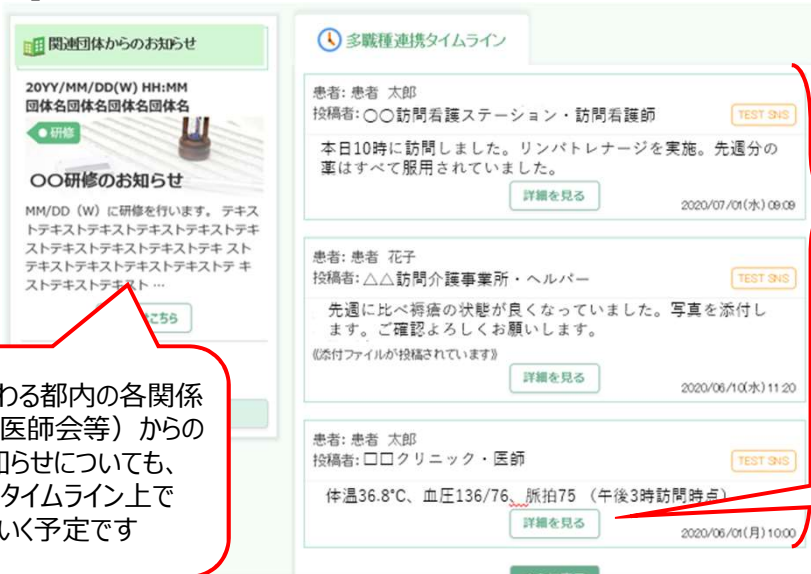 関連団体からのお知らせ
20YY/MM/DD(W) HH:MM
団体名団体名団体名団体名
研修
〇〇研修のお知らせ
MM/DD（W）に研修を行います。 テキス
トテキストテキストテキストテキストテキ
ストテキストテキストテキストテキ スト
テキストテキストテキストテキストテ キ
ストテキストテキスト …
こちら
わる都内の各関係
医師会等）からの
知らせについても、
タイムライン上で
いく予定です
多職種連携タイムライン
患者: 患者 太郎
投稿者:〇〇訪問看護ステーション・訪問看護師
TEST SNS
本日10時に訪問しました。リンパトレナージを実施。先週分の
薬はすべて服用されていました。
詳細を見る
2020/07/01(水) 09:09
患者: 患者 花子
投稿者:△△訪問介護事業所・ヘルパー
TEST SNS
先週に比べ褥瘡の状態が良くなっていました。写真を添付し
ます。ご確認よろしくお願いします。
《添付ファイルが投稿されています》
詳細を見る
2020/06/10(水) 11:20
患者: 患者 太郎
投稿者:□□クリニック・医師
TEST SNS
体温36.8℃、血圧136/76、脈拍75 （午後3時訪問時点）
詳細を見る
2020/06/01(月) 10:00